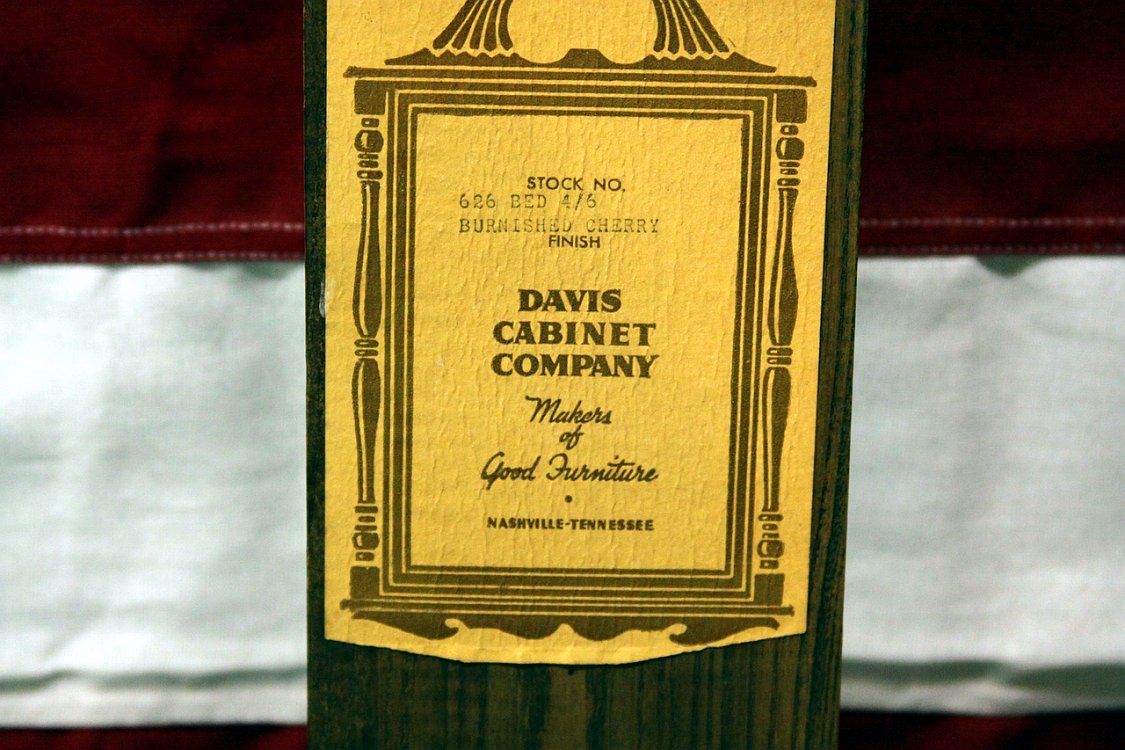 STOCK NO.
626 BED 4/6
BURNISHED CHERRY
FINISH
DAVIS
CABINET
COMPANY
Makers
of
Good Furniture
•
NASHVILLE-TENNESSEE